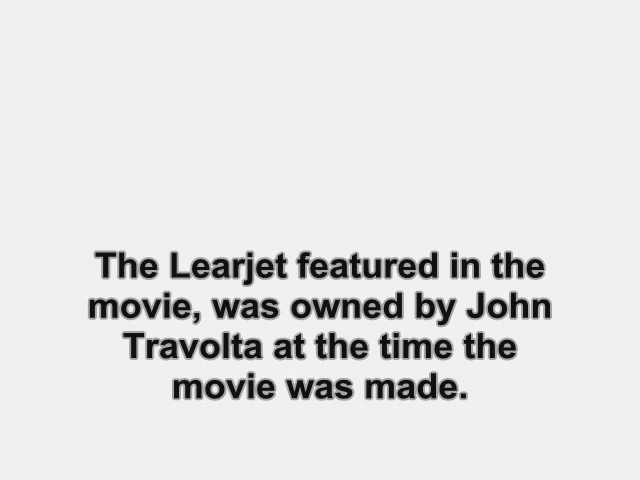 The Learjet featured in the
movie, was owned by John
Travolta at the time the
movie was made.